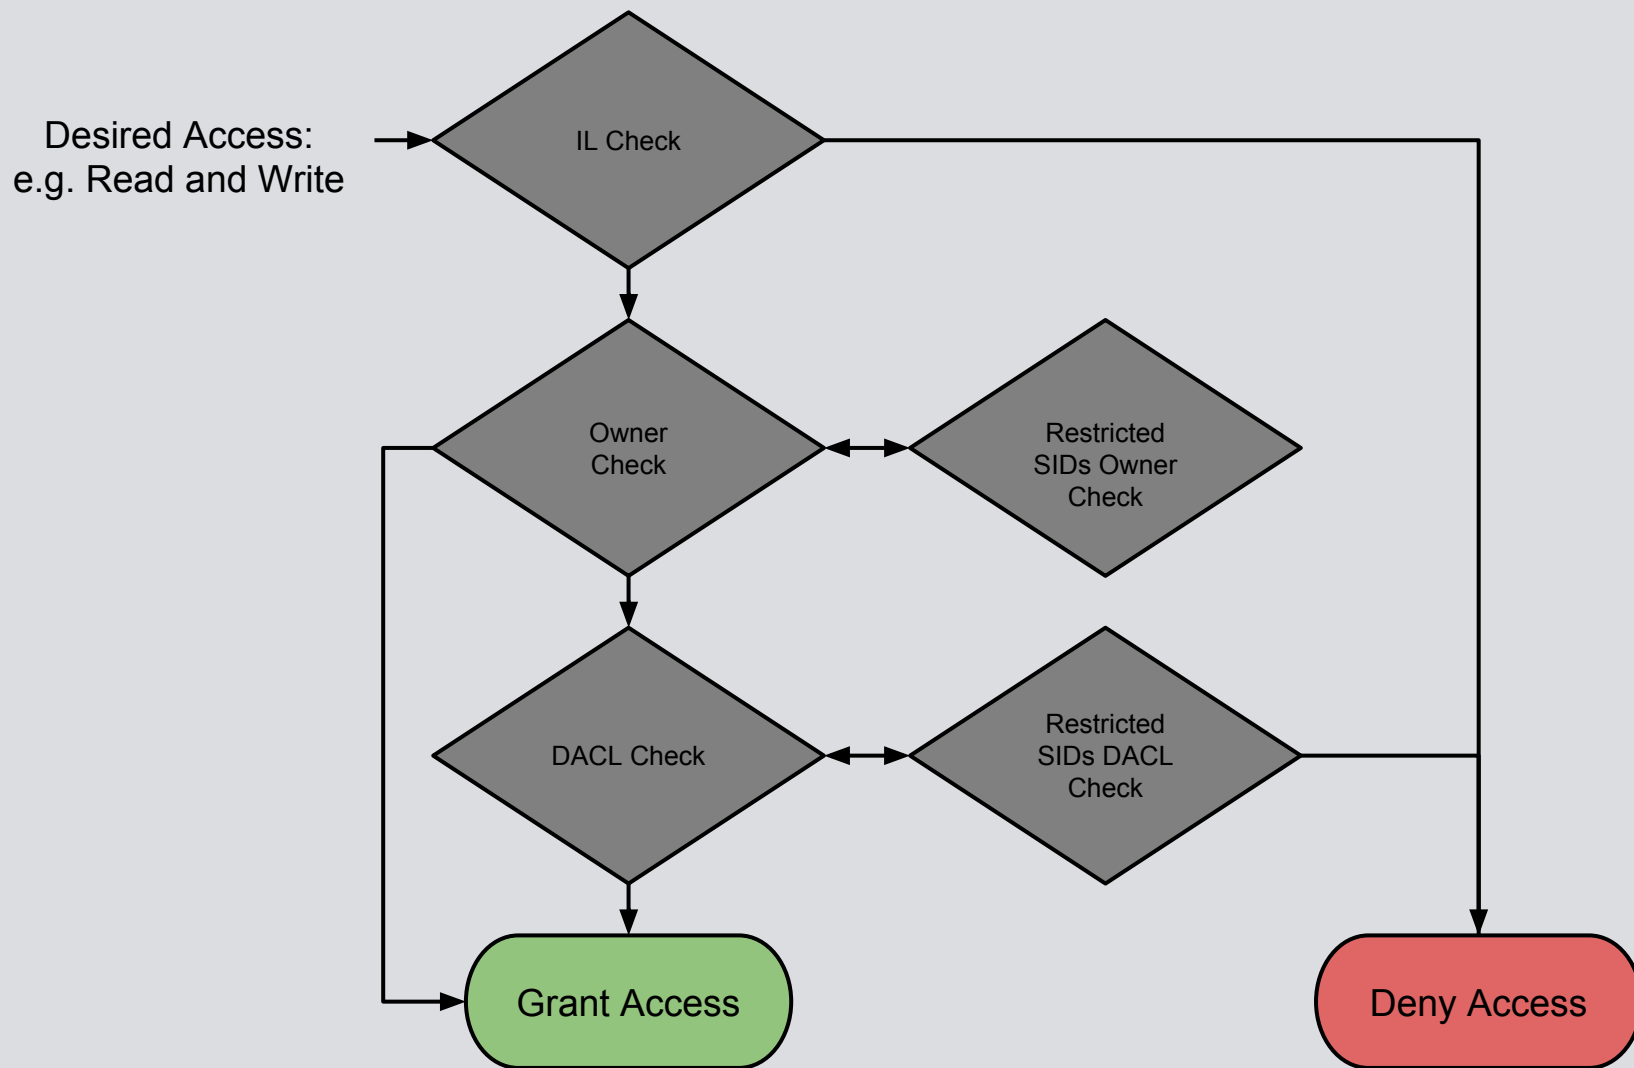 Desired Access:
e.g. Read and Write
IL Check
Owner
Check
Restricted
SIDs Owner
Check
DACL Check
Restricted
SIDs DACL
Check
Grant Access
Deny Access